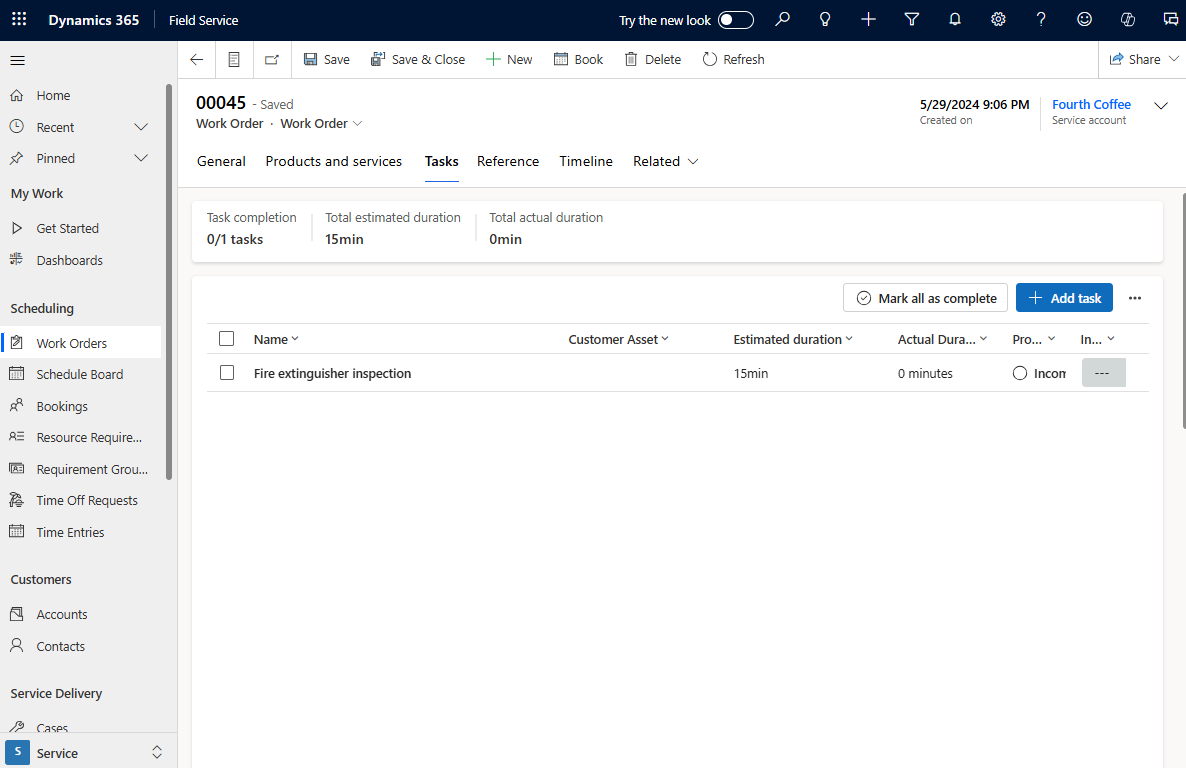 Dynamics 365 Field Service Try the new look
Save Save & Close New Book Delete Refresh Share
Home
Recent
Pinned
My Work
Get Started
Dashboards
Scheduling
Work Orders
Schedule Board
Bookings
Resource Require...
Requirement Grou...
Time Off Requests
Time Entries
Customers
Accounts
Contacts
Service Delivery
Cases
S Service
00045 - Saved
Work Order · Work Order
5/29/2024 9:06 PM
Created on
Fourth Coffee
Service account
General Products and services Tasks Reference Timeline Related
Task completion Total estimated duration Total actual duration
0/1 tasks 15min 0min
Mark all as complete Add task
Name Customer Asset Estimated duration Actual Dura... Pro... In...
Fire extinguisher inspection 15min 0 minutes Incom ---